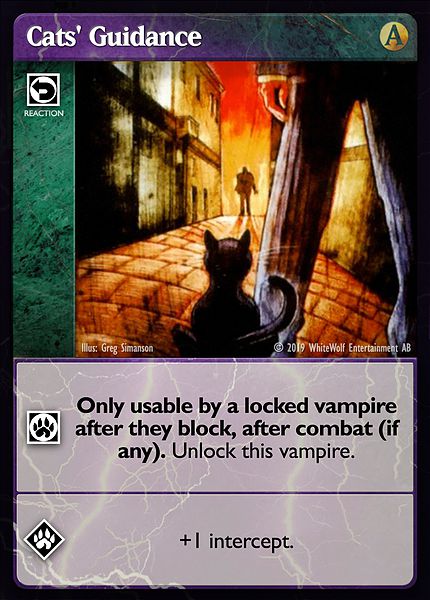 Cats' Guidance
A
REACTION
Illus: Greg Simanson
© 2019 WhiteWolf Entertainment AB
Only usable by a locked vampire
after they block, after combat (if
any). Unlock this vampire.
+1 intercept.